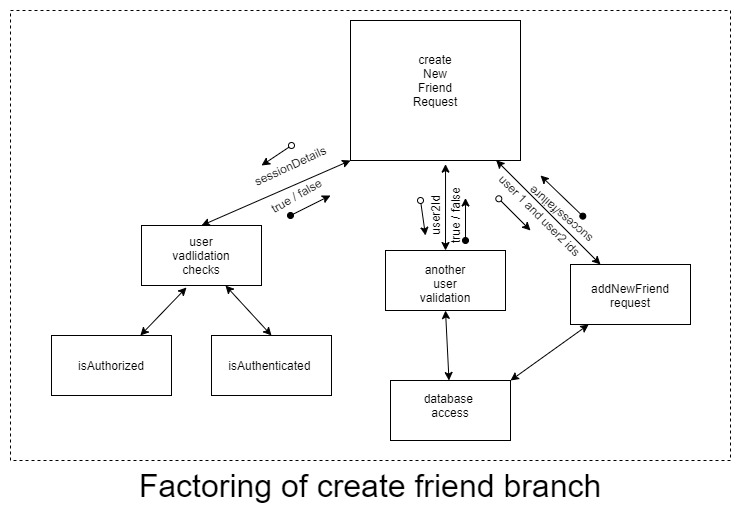 create
New
Friend
Request
sessionDetails
true / false
user2Id
true / false
success/failure
user 1 and user2 ids
user
vadlidation
checks
another
user
validation
addNewFriend
request
isAuthorized
isAuthenticated
database
access
Factoring of create friend branch